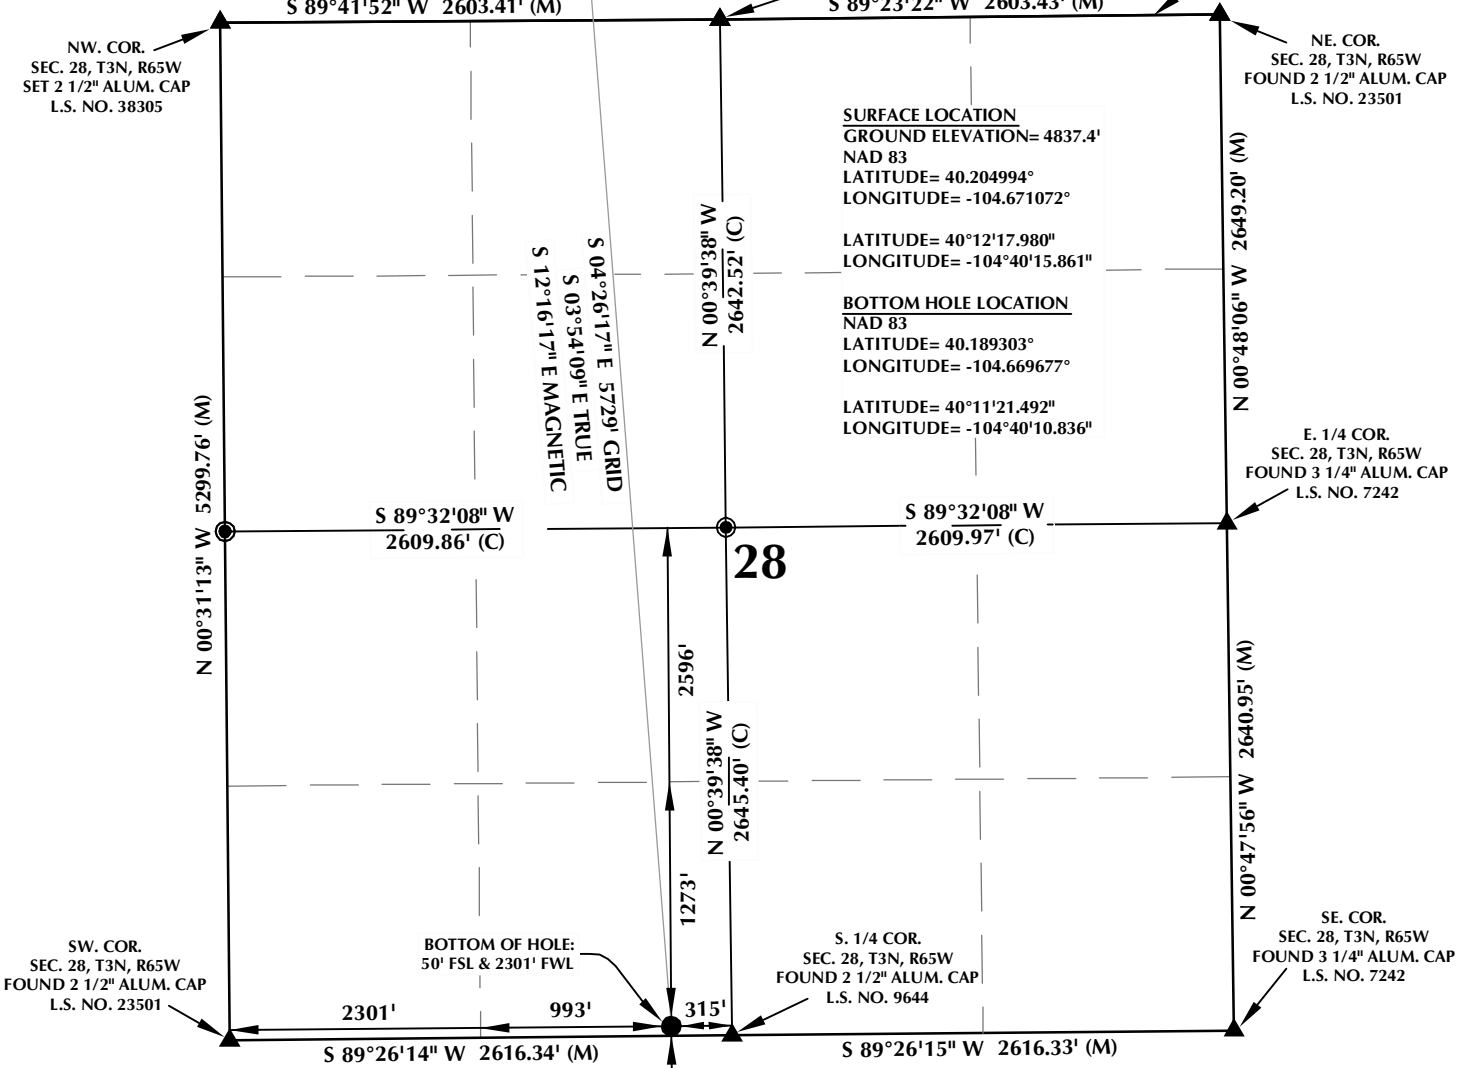 S 89°41'52" W 2603.41' (M)
S 89°23'22" W 2603.43' (M)
NW. COR.
SEC. 28, T3N, R65W
SET 2 1/2" ALUM. CAP
L.S. NO. 38305
NE. COR.
SEC. 28, T3N, R65W
FOUND 2 1/2" ALUM. CAP
L.S. NO. 23501
SURFACE LOCATION
GROUND ELEVATION= 4837.4'
NAD 83
LATITUDE= 40.204994°
LONGITUDE= -104.671072°
LATITUDE= 40°12'17.980"
LONGITUDE= -104°40'15.861"
BOTTOM HOLE LOCATION
NAD 83
LATITUDE= 40.189303°
LONGITUDE= -104.669677°
LATITUDE= 40°11'21.492"
LONGITUDE= -104°40'10.836"
N 00°39'38" W
2642.52' (C)
N 00°48'06" W 2649.20' (M)
S 04°26'17" E 5729' GRID
S 03°54'09" E TRUE
S 12°16'17" E MAGNETIC
N 00°31'13" W 5299.76' (M)
E. 1/4 COR.
SEC. 28, T3N, R65W
FOUND 3 1/4" ALUM. CAP
L.S. NO. 7242
S 89°32'08" W
2609.86' (C)
S 89°32'08" W
2609.97' (C)
28
2596'
N 00°39'38" W
2645.40' (C)
N 00°47'56" W 2640.95' (M)
1273'
SW. COR.
SEC. 28, T3N, R65W
FOUND 2 1/2" ALUM. CAP
L.S. NO. 23501
BOTTOM OF HOLE:
50' FSL & 2301' FWL
S. 1/4 COR.
SEC. 28, T3N, R65W
FOUND 2 1/2" ALUM. CAP
L.S. NO. 9644
SE. COR.
SEC. 28, T3N, R65W
FOUND 3 1/4" ALUM. CAP
L.S. NO. 7242
2301'
993'
315'
S 89°26'14" W 2616.34' (M)
S 89°26'15" W 2616.33' (M)